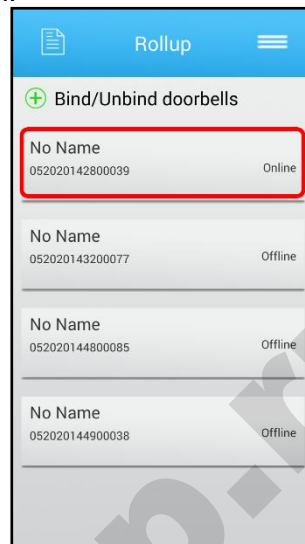 Rollup
Bind/Unbind doorbells
No Name
052020142800039 Online
No Name
052020143200077 Offline
No Name
052020144800085 Offline
No Name
052020144900038 Offline